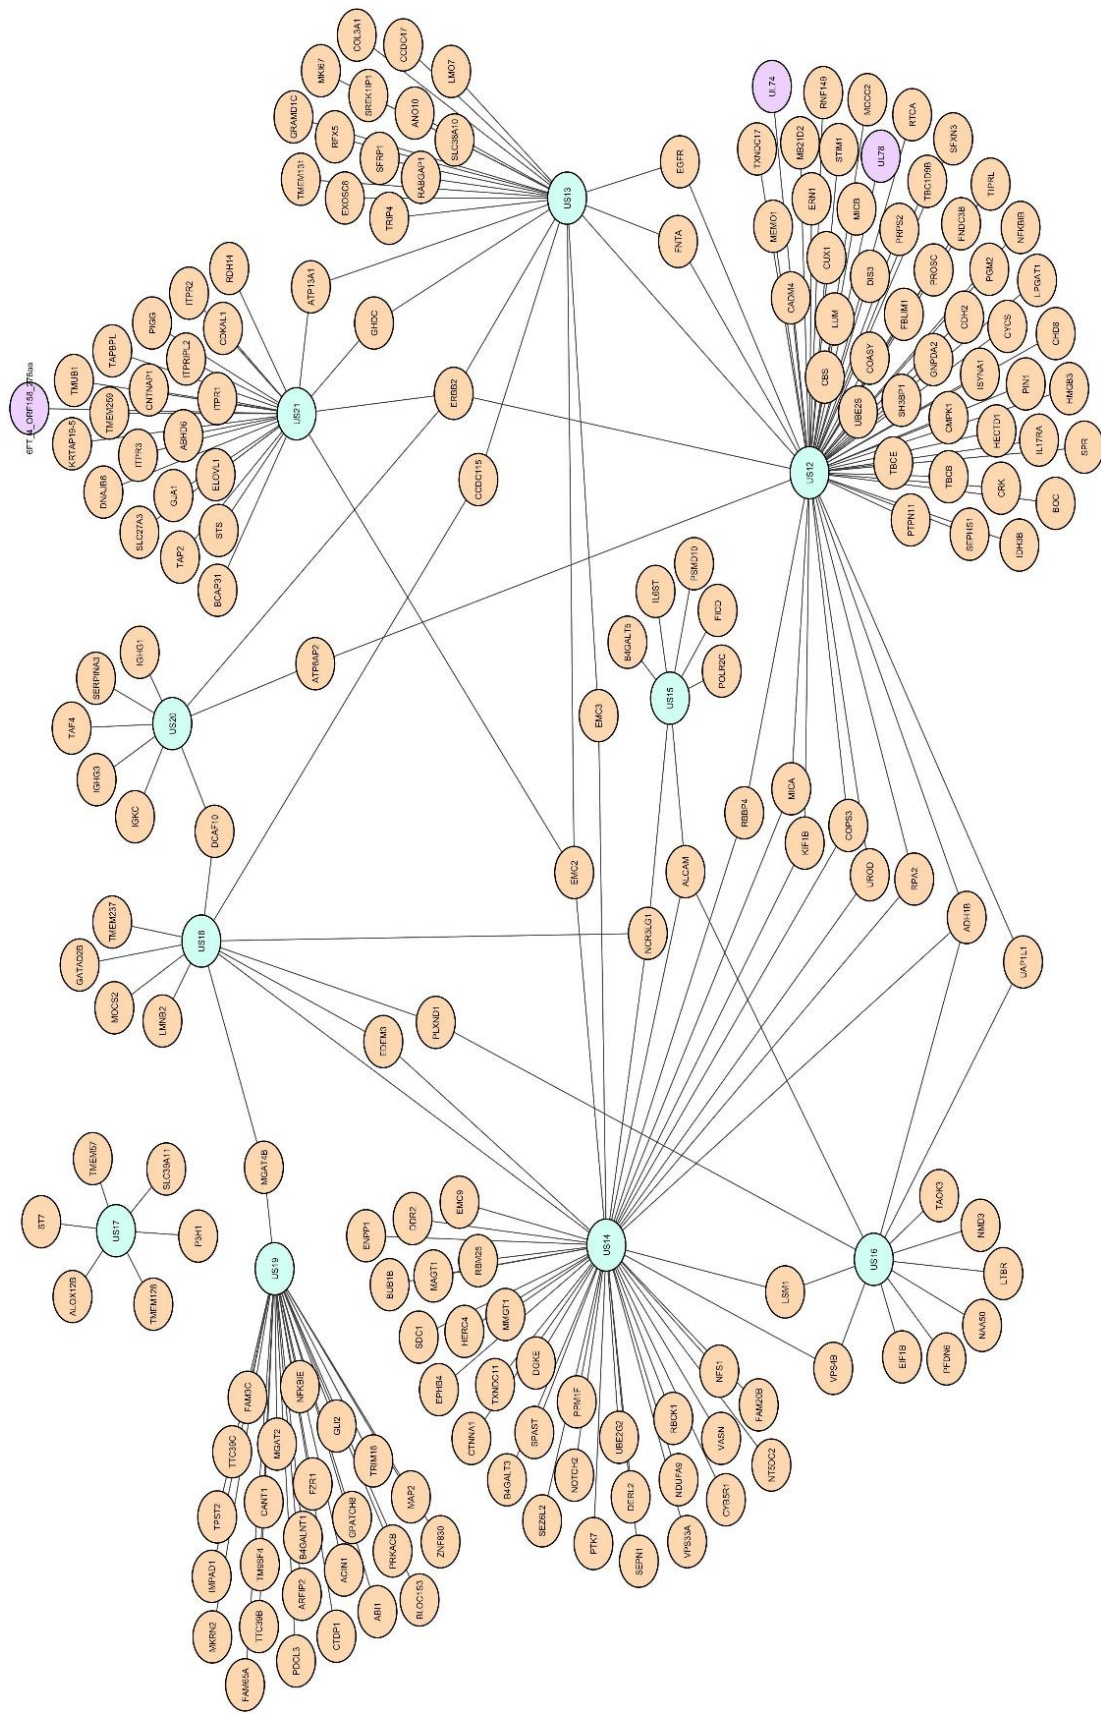 COL3A1
CCDC47
MKI67
SREK1IP1
LMO7
GRAMD1C
RFX5
ANO10
SFRP1
SLC38A10
TMEM131
EXOSC8
RABGAP1
TRIP4
US13
EGFR
FNTA
UL74
TXNDC17
RNF149
MB21D2
MCCC2
STIM1
RTCA
MEMO1
ERN1
UL78
SFXN3
MICB
TBC1D9B
CUX1
PRPS2
TIPRL
CADM4
DIS3
FNDC3B
NFKBIB
LUM
PROSC
PGM2
FBLIM1
LPGAT1
COASY
CDH2
CBS
GNPDA2
CYCS
UBE2S
SH3BP1
ISYNA1
CHD8
CMPK1
PIN1
HMGB3
HECTD1
TBCE
IL17RA
TBCB
SPR
CRK
PTPN11
BOC
SEPHS1
IDH3B
US12
6FT_t4_ORF158_276aa
RDH14
ITPR2
ATP13A1
PIGG
CDKAL1
TAPBPL
ITPRIPL2
GHDC
TMUB1
CNTNAP1
ITPR1
TMEM259
US21
KRTAP19-5
ABHD6
ERBB2
ITPR3
DNAJB6
ELOVL1
GJA1
CCDC115
SLC27A3
STS
TAP2
BCAP31
IGHG1
SERPINA3
ATP6AP2
TAF4
US20
IGHG3
IGKC
DCAF10
IL6ST
PSMD10
B4GALT5
FICD
US15
POLR2C
EMC3
EMC2
ALCAM
RBBP4
MICA
KIF1B
COPS3
UROD
RPA2
ADH1B
UAP1L1
NCR3LG1
TMEM237
GATAD2B
US18
MOCS2
LMNB2
EDEM3
PLXND1
MGAT4B
TMEM57
SLC39A11
ST7
US17
P3H1
ALOX12B
TMEM128
US19
FAM3C
NFKBIE
TTC39C
MGAT2
GLI2
TPST2
CANT1
FZR1
TRIM16
IMPAD1
TM9SF4
B4GALNT1
GPATCH8
MAP2
MKRN2
ARFIP2
ACIN1
PRKACB
ZNF830
TTC39B
ABI1
BLOC1S3
FAM65A
PDCL3
CTDP1
EMC9
DDR2
ENPP1
RBM28
MAGT1
BUB1B
MMGT1
HERC4
SDC1
US14
DGKE
EPHB4
TXNDC11
CTNNA1
PPM1F
SPAST
B4GALT3
UBE2G2
NOTCH2
RBCK1
NFS1
SEZ6L2
DERL2
VASN
FAM20B
PTK7
NDUFA9
SEPN1
CYB5R1
NT5DC2
VPS33A
LSM1
VPS4B
US16
TAOK3
NMD3
LTBR
NAA50
PFDN6
EIF1B